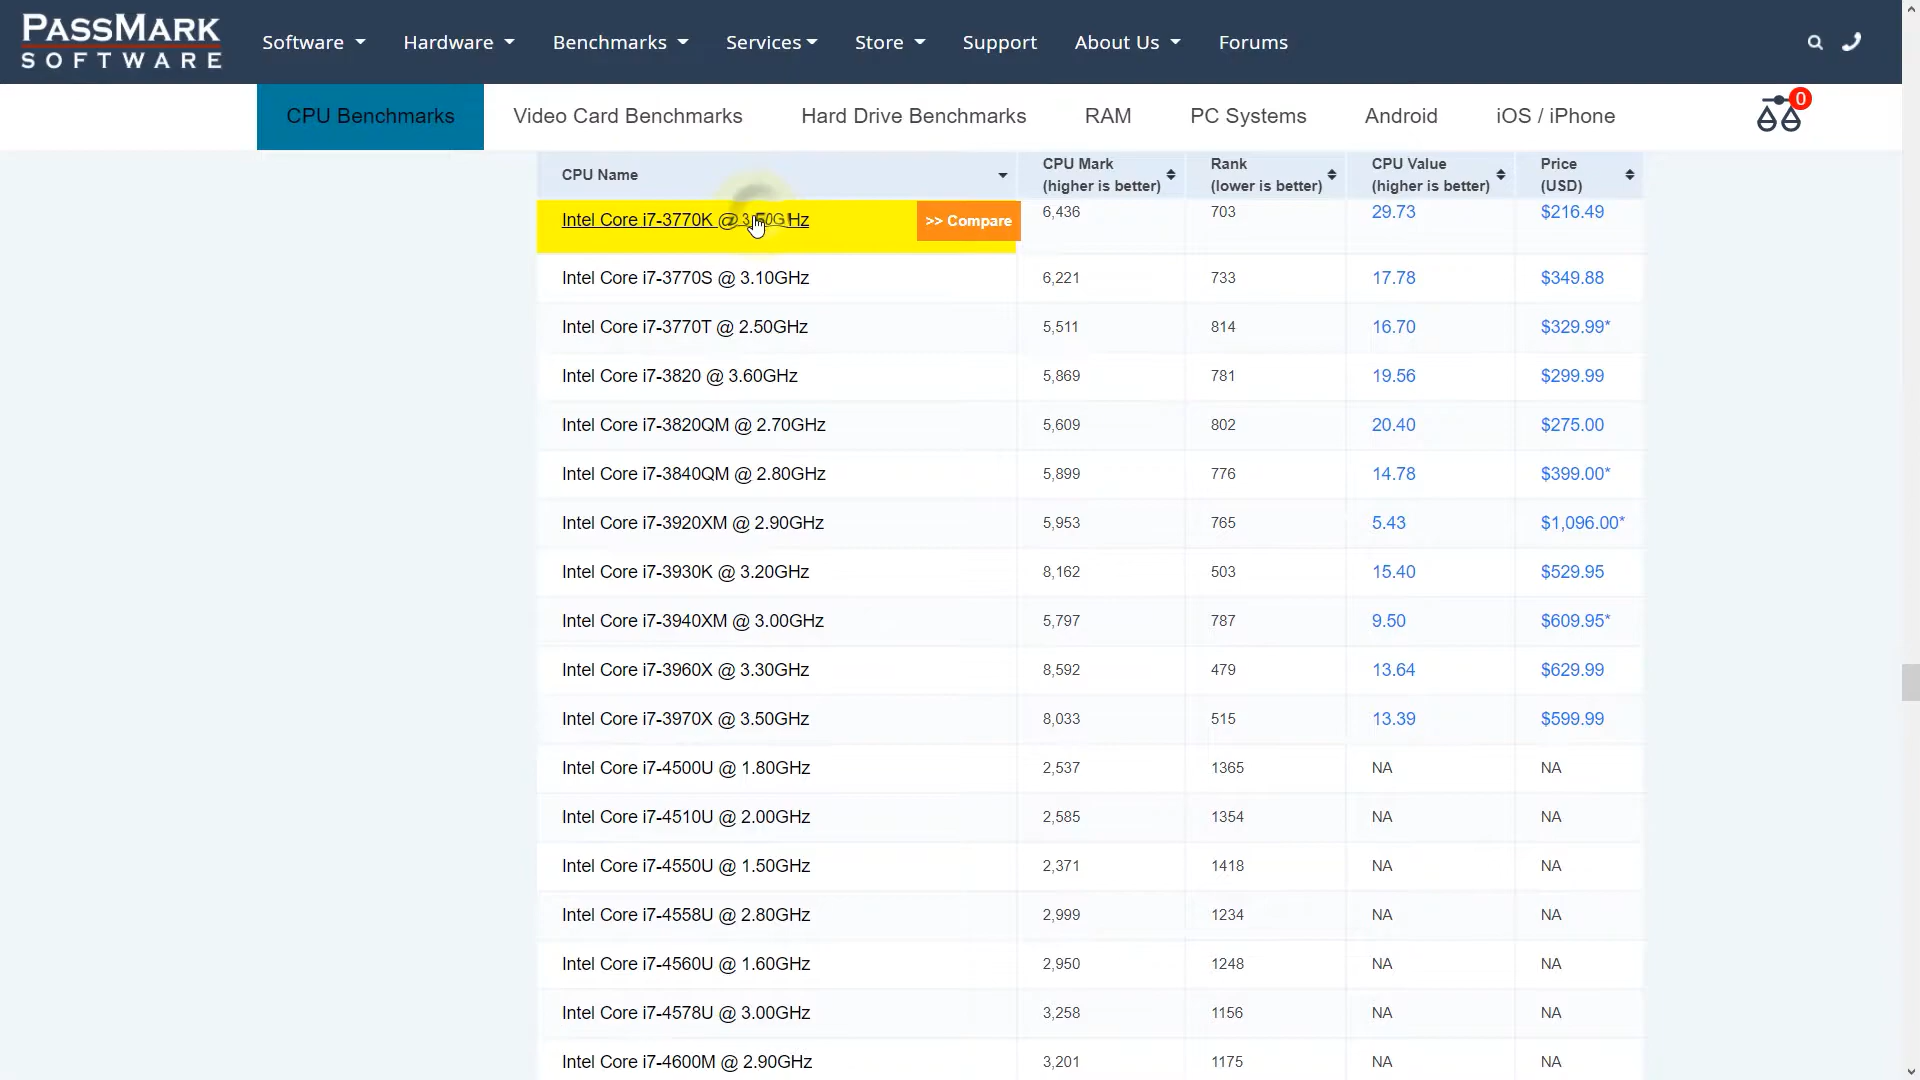 PASSMARK
SOFTWARE
Software
Hardware
Benchmarks
Services
Store
Support
About Us
Forums
CPU Benchmarks
Video Card Benchmarks
Hard Drive Benchmarks
RAM
PC Systems
Android
iOS / iPhone
0
CPU Name
CPU Mark
(higher is better)
Rank
(lower is better)
CPU Value
(higher is better)
Price
(USD)
Intel Core i7-3770K @ 3.50GHz >> Compare 6,436 703 29.73 $216.49
Intel Core i7-3770S @ 3.10GHz 6,221 733 17.78 $349.88
Intel Core i7-3770T @ 2.50GHz 5,511 814 16.70 $329.99*
Intel Core i7-3820 @ 3.60GHz 5,869 781 19.56 $299.99
Intel Core i7-3820QM @ 2.70GHz 5,609 802 20.40 $275.00
Intel Core i7-3840QM @ 2.80GHz 5,899 776 14.78 $399.00*
Intel Core i7-3920XM @ 2.90GHz 5,953 765 5.43 $1,096.00*
Intel Core i7-3930K @ 3.20GHz 8,162 503 15.40 $529.95
Intel Core i7-3940XM @ 3.00GHz 5,797 787 9.50 $609.95*
Intel Core i7-3960X @ 3.30GHz 8,592 479 13.64 $629.99
Intel Core i7-3970X @ 3.50GHz 8,033 515 13.39 $599.99
Intel Core i7-4500U @ 1.80GHz 2,537 1365 NA NA
Intel Core i7-4510U @ 2.00GHz 2,585 1354 NA NA
Intel Core i7-4550U @ 1.50GHz 2,371 1418 NA NA
Intel Core i7-4558U @ 2.80GHz 2,999 1234 NA NA
Intel Core i7-4560U @ 1.60GHz 2,950 1248 NA NA
Intel Core i7-4578U @ 3.00GHz 3,258 1156 NA NA
Intel Core i7-4600M @ 2.90GHz 3,201 1175 NA NA